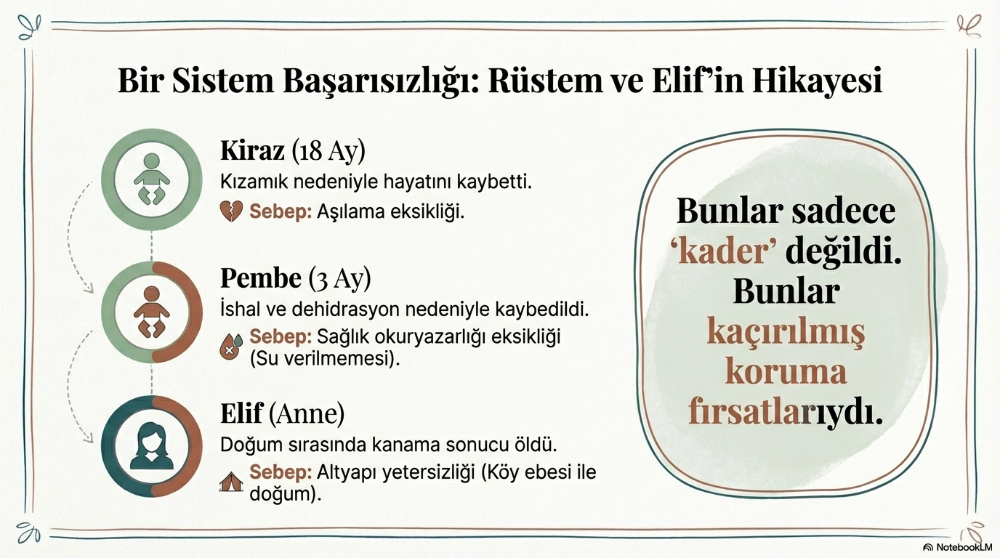 Bir Sistem Başarısızlığı: Rüstem ve Elif’in Hikayesi
Kiraz (18 Ay)
Kızamık nedeniyle hayatını kaybetti.
Sebep: Aşılama eksikliği.
Pembe (3 Ay)
İshal ve dehidrasyon nedeniyle kaybedildi.
Sebep: Sağlık okuryazarlığı eksikliği
(Su verilmemesi).
Elif (Anne)
Doğum sırasında kanama sonucu öldü.
Sebep: Altyapı yetersizliği (Köy ebesi ile
doğum).
Bunlar sadece
‘kader’ değildi.
Bunlar
kaçırılmış
koruma
fırsatlarıydı.
NotebookLM